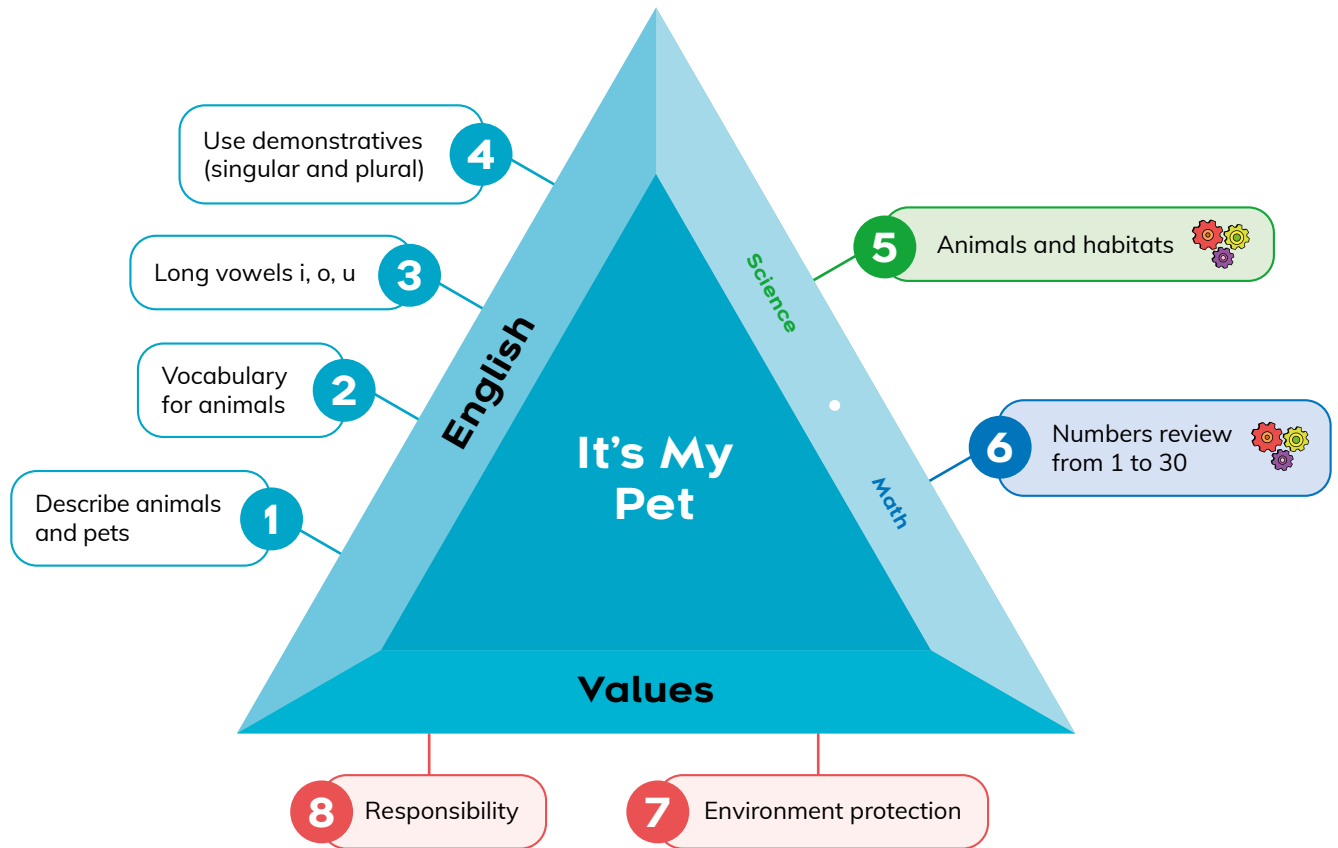 Use demonstratives
(singular and plural)
4
Long vowels i, o, u
3
Vocabulary
for animals
2
Describe animals
and pets
1
English
It's My
Pet
Science
Math
5
Animals and habitats
6
Numbers review
from 1 to 30
Values
8
Responsibility
7
Environment protection